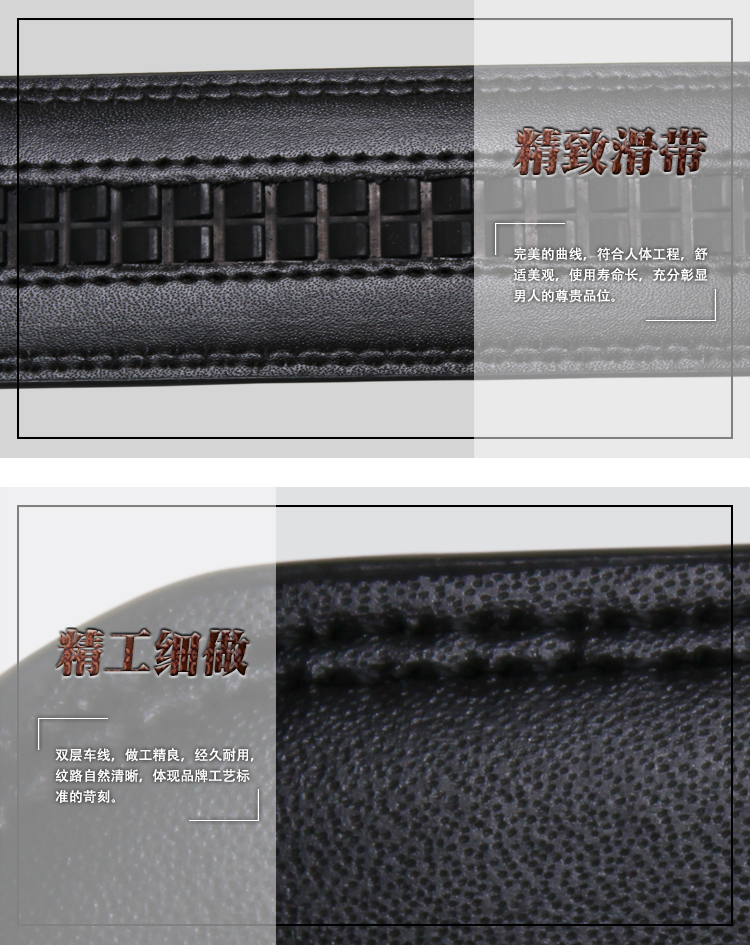 精致滑带
完美的曲线，符合人体工程，舒
适美观，使用寿命长，充分彰显
男人的尊贵品位。
精工细做
双层车线，做工精良，经久耐用，
纹路自然清晰，体现品牌工艺标
准的苛刻。